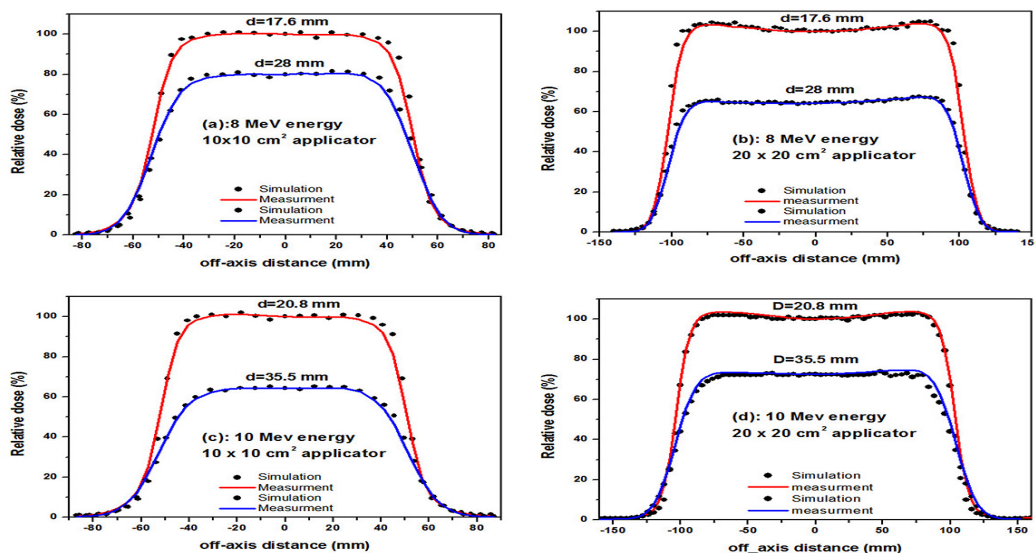 d=17.6 mm
100
80
60
40
20
0
Relative dose (%)
d=28 mm
(a):8 MeV energy
10x10 cm² applicator
Simulation
Measurment
Simulation
Measurment
-80 -60 -40 -20 0 20 40 60 80
off-axis distance (mm)
d=17.6 mm
100
80
60
40
20
0
Relative dose (%)
d=28 mm
(b): 8 MeV energy
20 x 20 cm² applicator
Simulation
measurment
Simulation
measurment
-150 -100 -50 0 50 100 14
off-axis distance (mm)
d=20.8 mm
100
80
60
40
20
0
Relative dose (%)
d=35.5 mm
(c): 10 Mev energy
10 x 10 cm² applicator
Simulation
Measurment
Simulation
Measurment
-80 -60 -40 -20 0 20 40 60 80
off-axis distance (mm)
D=20.8 mm
100
80
60
40
20
0
Relative dose (%)
D=35.5 mm
(d): 10 Mev energy
20 x 20 cm² applicator
Simulation
measurment
Simulation
measurment
-150 -100 -50 0 50 100 150
off_axis distance (mm)